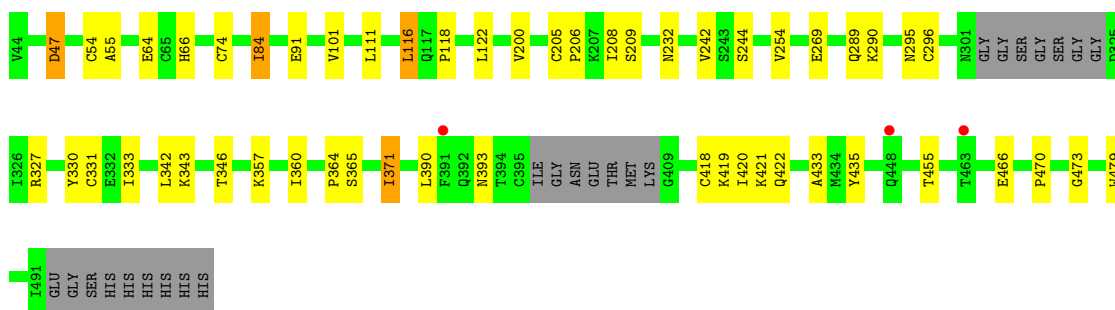 V44 D47 C54 A55 E64 C65 H66 C74 I84 E91 V101 L111 L116 Q117 P118 L122 V200 C205 P206 K207 I208 S209 N232 V242 S243 S244 V254 E269 Q289 K290 N295 C296 N301 GLY GLY SER GLY SER GLY GLY D325
I326 R327 Y330 C331 E332 I333 L342 K343 T346 K357 I360 P364 S365 I371 L390 F391 Q392 N393 T394 C395 ILE GLY ASN GLU THR MET LYS G409 C418 K419 I420 K421 Q422 A433 M434 Y435 Q448 T455 T463 E466 P470 G473
I491 GLU GLY SER HIS HIS HIS HIS HIS HIS